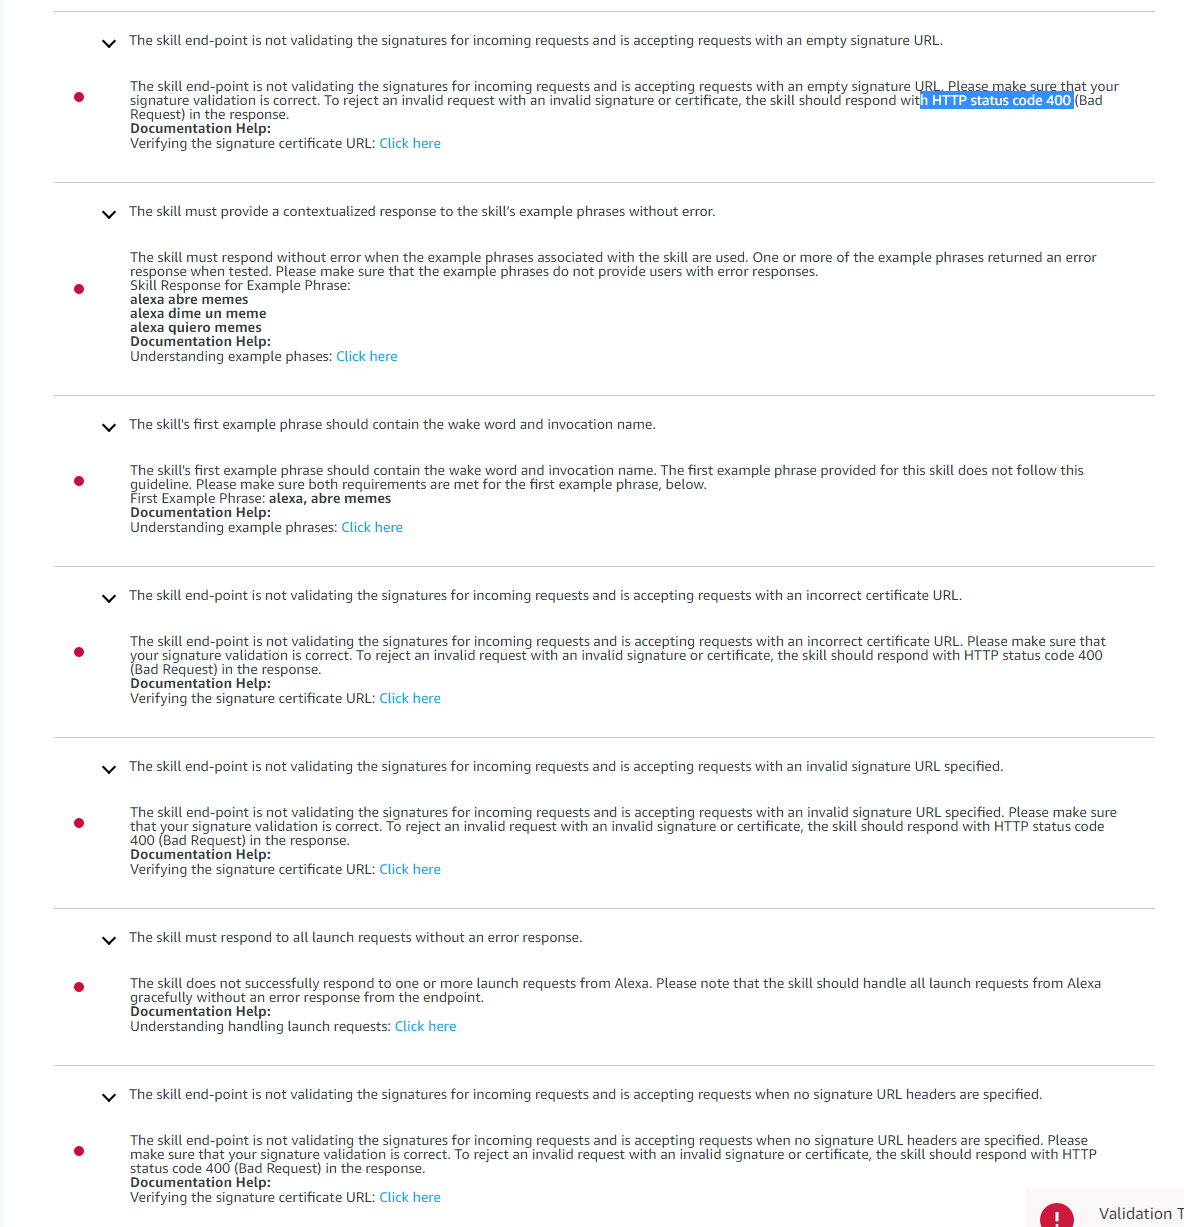 The skill end-point is not validating the signatures for incoming requests and is accepting requests with an empty signature URL.
The skill end-point is not validating the signatures for incoming requests and is accepting requests with an empty signature URL. Please make sure that your
signature validation is correct. To reject an invalid request with an invalid signature or certificate, the skill should respond with HTTP status code 400 (Bad
Request) in the response.
Documentation Help:
Verifying the signature certificate URL: Click here
The skill must provide a contextualized response to the skill’s example phrases without error.
The skill must respond without error when the example phrases associated with the skill are used. One or more of the example phrases returned an error
response when tested. Please make sure that the example phrases do not provide users with error responses.
Skill Response for Example Phrase:
alexa abre memes
alexa dime un meme
alexa quiero memes
Documentation Help:
Understanding example phases: Click here
The skill's first example phrase should contain the wake word and invocation name.
The skill's first example phrase should contain the wake word and invocation name. The first example phrase provided for this skill does not follow this
guideline. Please make sure both requirements are met for the first example phrase, below.
First Example Phrase: alexa, abre memes
Documentation Help:
Understanding example phrases: Click here
The skill end-point is not validating the signatures for incoming requests and is accepting requests with an incorrect certificate URL.
The skill end-point is not validating the signatures for incoming requests and is accepting requests with an incorrect certificate URL. Please make sure that
your signature validation is correct. To reject an invalid request with an invalid signature or certificate, the skill should respond with HTTP status code 400
(Bad Request) in the response.
Documentation Help:
Verifying the signature certificate URL: Click here
The skill end-point is not validating the signatures for incoming requests and is accepting requests with an invalid signature URL specified.
The skill end-point is not validating the signatures for incoming requests and is accepting requests with an invalid signature URL specified. Please make sure
that your signature validation is correct. To reject an invalid request with an invalid signature or certificate, the skill should respond with HTTP status code
400 (Bad Request) in the response.
Documentation Help:
Verifying the signature certificate URL: Click here
The skill must respond to all launch requests without an error response.
The skill does not successfully respond to one or more launch requests from Alexa. Please note that the skill should handle all launch requests from Alexa
gracefully without an error response from the endpoint.
Documentation Help:
Understanding handling launch requests: Click here
The skill end-point is not validating the signatures for incoming requests and is accepting requests when no signature URL headers are specified.
The skill end-point is not validating the signatures for incoming requests and is accepting requests when no signature URL headers are specified. Please
make sure that your signature validation is correct. To reject an invalid request with an invalid signature or certificate, the skill should respond with HTTP
status code 400 (Bad Request) in the response.
Documentation Help:
Verifying the signature certificate URL: Click here
Validation T